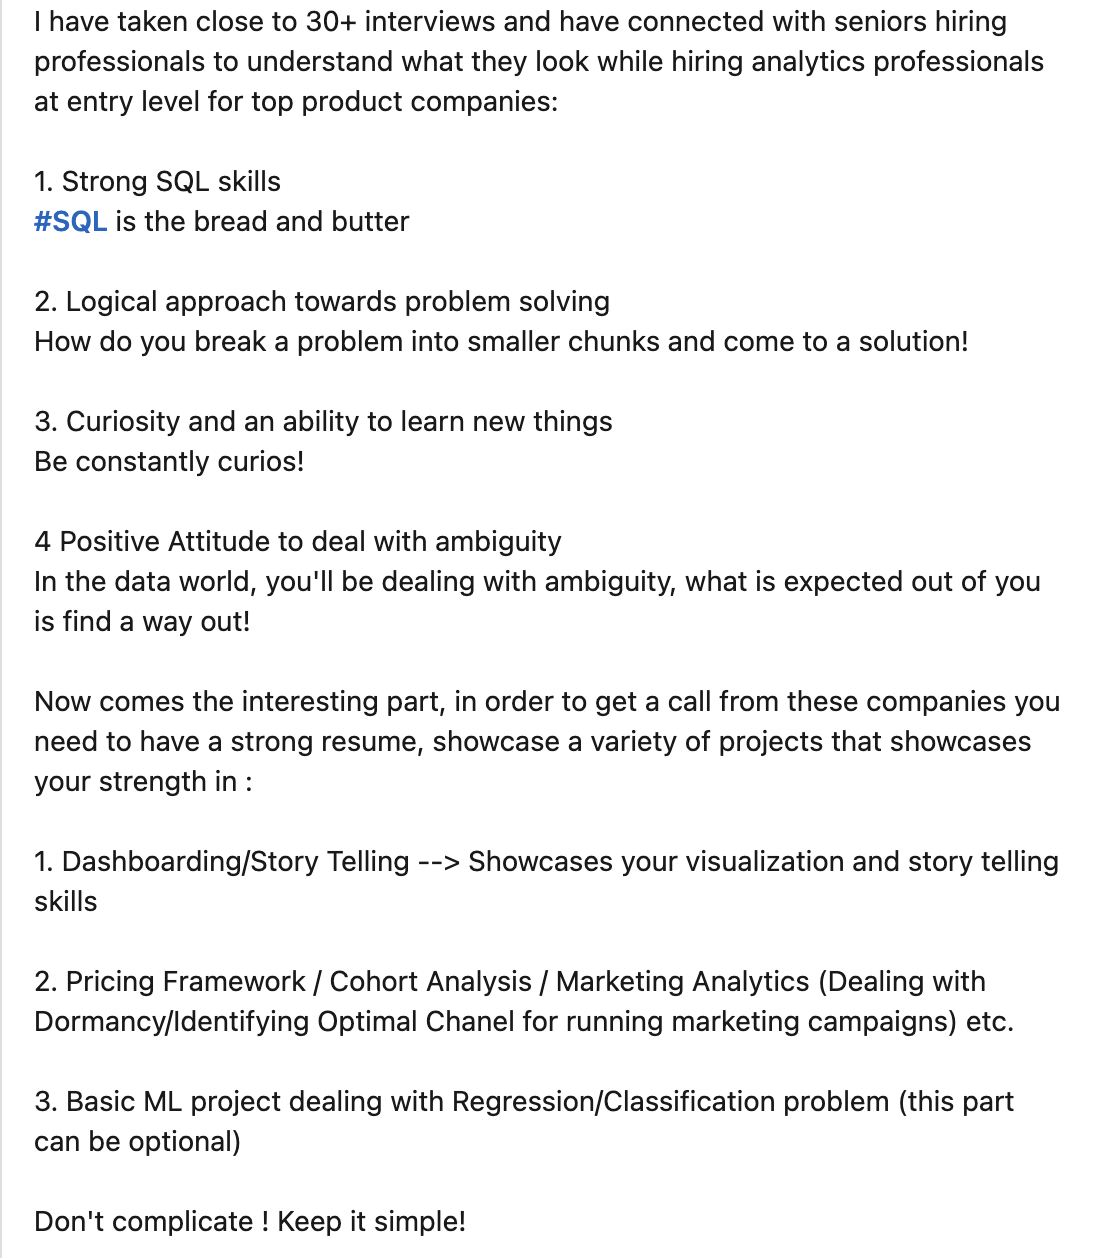 I have taken close to 30+ interviews and have connected with seniors hiring
professionals to understand what they look while hiring analytics professionals
at entry level for top product companies:
1. Strong SQL skills
#SQL is the bread and butter
2. Logical approach towards problem solving
How do you break a problem into smaller chunks and come to a solution!
3. Curiosity and an ability to learn new things
Be constantly curios!
4 Positive Attitude to deal with ambiguity
In the data world, you'll be dealing with ambiguity, what is expected out of you
is find a way out!
Now comes the interesting part, in order to get a call from these companies you
need to have a strong resume, showcase a variety of projects that showcases
your strength in :
1. Dashboarding/Story Telling --> Showcases your visualization and story telling
skills
2. Pricing Framework / Cohort Analysis / Marketing Analytics (Dealing with
Dormancy/Identifying Optimal Chanel for running marketing campaigns) etc.
3. Basic ML project dealing with Regression/Classification problem (this part
can be optional)
Don't complicate ! Keep it simple!